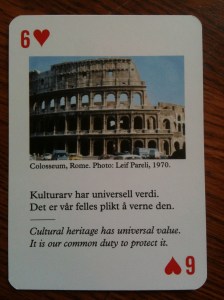 6
Colosseum, Rome. Photo: Leif Pareli, 1970.
Kulturarv har universell verdi.
Det er vår felles plikt å verne den.
Cultural heritage has universal value.
It is our common duty to protect it.
6